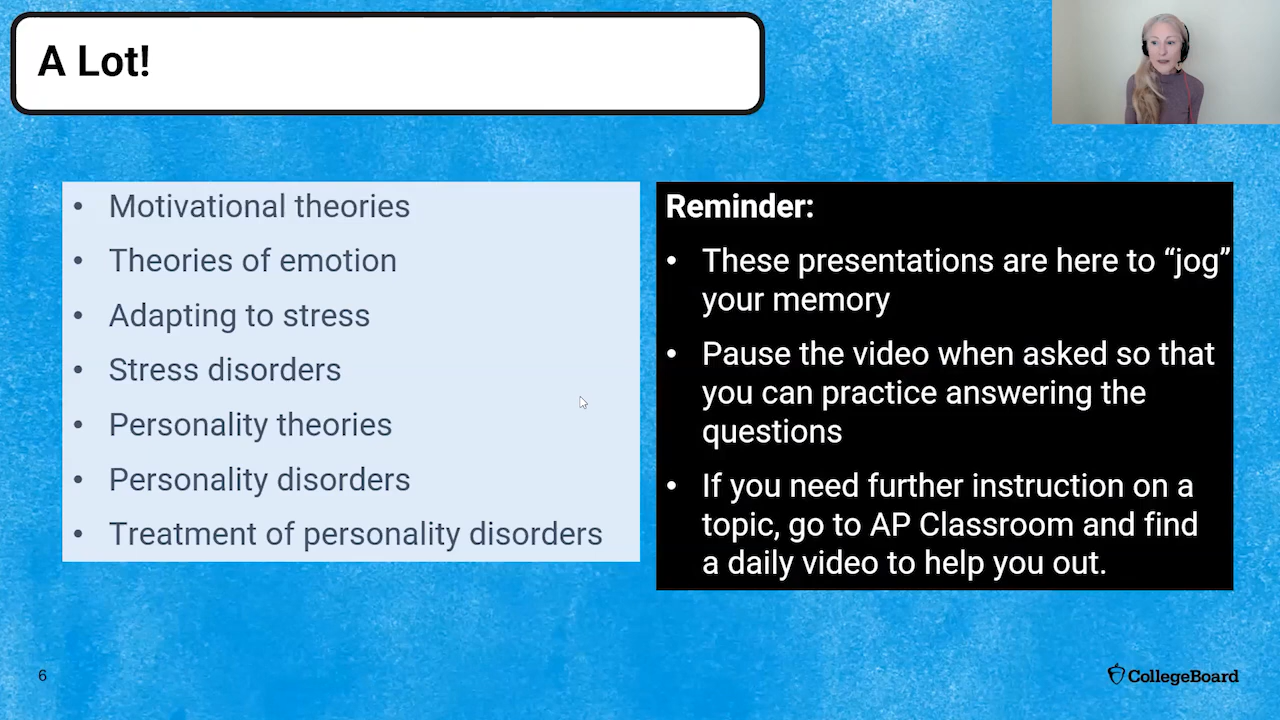 A Lot!
• Motivational theories
• Theories of emotion
• Adapting to stress
• Stress disorders
• Personality theories
• Personality disorders
• Treatment of personality disorders
Reminder:
• These presentations are here to “jog”
your memory
• Pause the video when asked so that
you can practice answering the
questions
• If you need further instruction on a
topic, go to AP Classroom and find
a daily video to help you out.
6
CollegeBoard